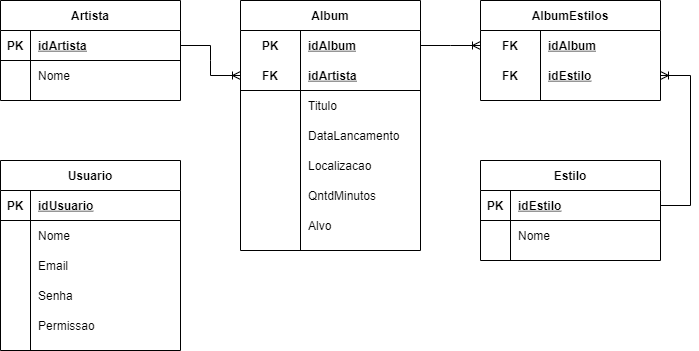 Artista
PK idArtista
Nome
Album
PK idAlbum
FK idArtista
Titulo
DataLancamento
Localizacao
QntdMinutos
Alvo
AlbumEstilos
FK idAlbum
FK idEstilo
Usuario
PK idUsuario
Nome
Email
Senha
Permissao
Estilo
PK idEstilo
Nome